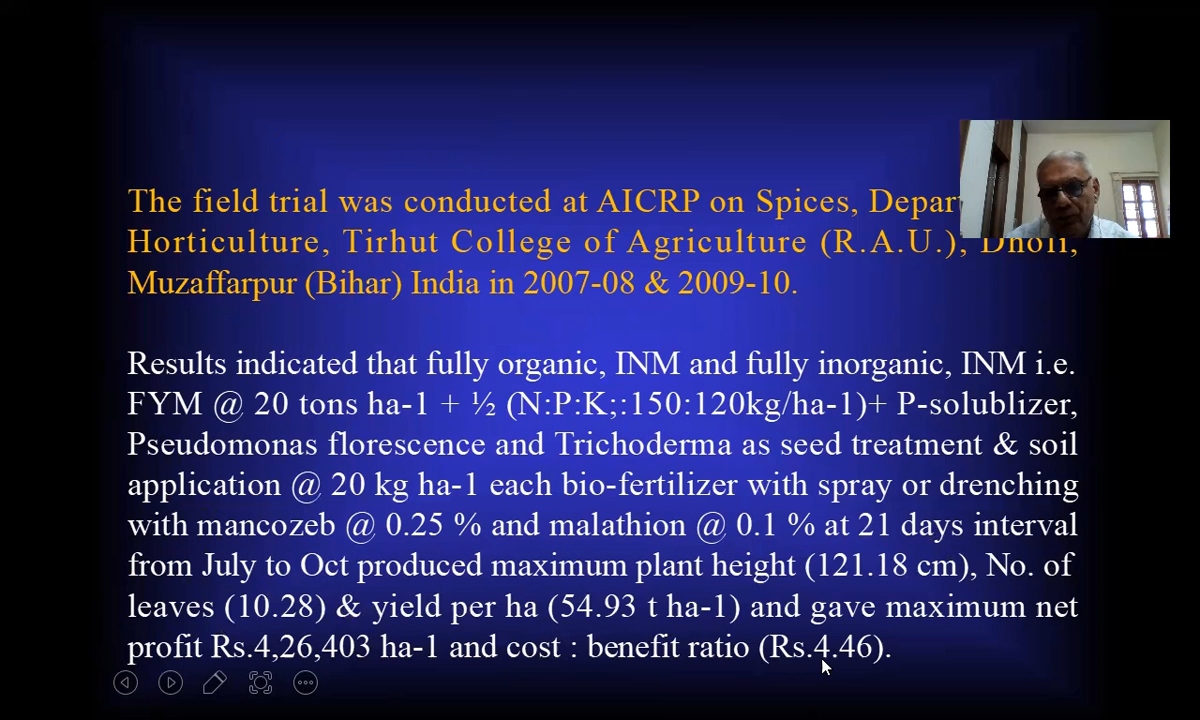 The field trial was conducted at AICRP on Spices,
Horticulture, Tirhut College of Agriculture (R.A.U.), Dholi,
Muzaffarpur (Bihar) India in 2007-08 & 2009-10.
Results indicated that fully organic, INM and fully inorganic, INM i.e.
FYM @ 20 tons ha-1 + ½ (N:P:K;:150:120kg/ha-1)+ P-solublizer,
Pseudomonas florescence and Trichoderma as seed treatment & soil
application @ 20 kg ha-1 each bio-fertilizer with spray or drenching
with mancozeb @ 0.25 % and malathion @ 0.1 % at 21 days interval
from July to Oct produced maximum plant height (121.18 cm), No. of
leaves (10.28) & yield per ha (54.93 t ha-1) and gave maximum net
profit Rs.4,26,403 ha-1 and cost : benefit ratio (Rs.4.46).